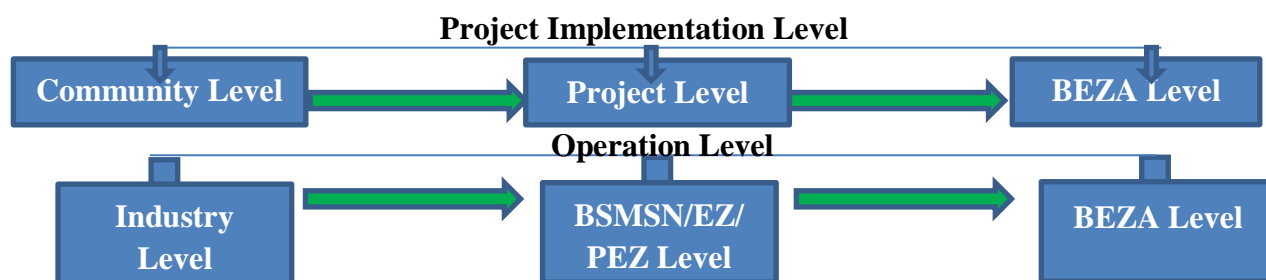 Project Implementation Level
Community Level
Project Level
BEZA Level
Operation Level
Industry
Level
BSMSN/EZ/
PEZ Level
BEZA Level